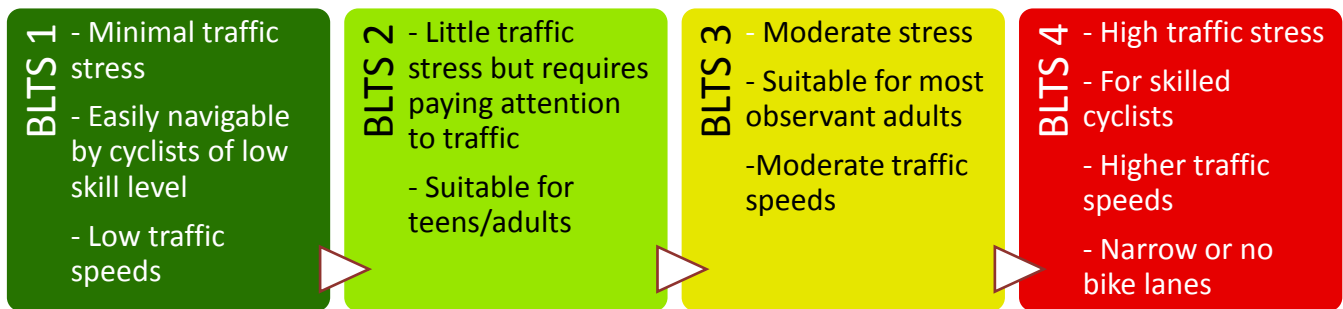 BLTS 1
- Minimal traffic
stress
- Easily navigable
by cyclists of low
skill level
- Low traffic
speeds
BLTS 2
- Little traffic
stress but requires
paying attention
to traffic
- Suitable for
teens/adults
BLTS 3
- Moderate stress
- Suitable for most
observant adults
-Moderate traffic
speeds
BLTS 4
- High traffic stress
- For skilled
cyclists
- Higher traffic
speeds
- Narrow or no
bike lanes